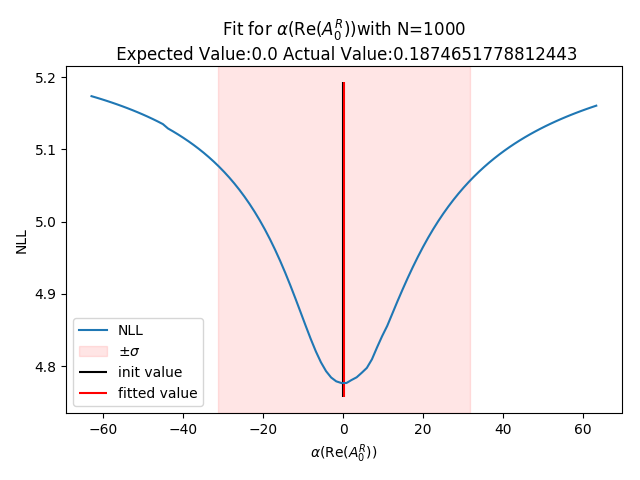 Fit for α(Re(A₀ᴿ))with N=1000
Expected Value:0.0 Actual Value:0.1874651778812443
5.2
5.1
5.0
4.9
4.8
NLL
NLL
±σ
init value
fitted value
−60
−40
−20
0
20
40
60
α(Re(A₀ᴿ))